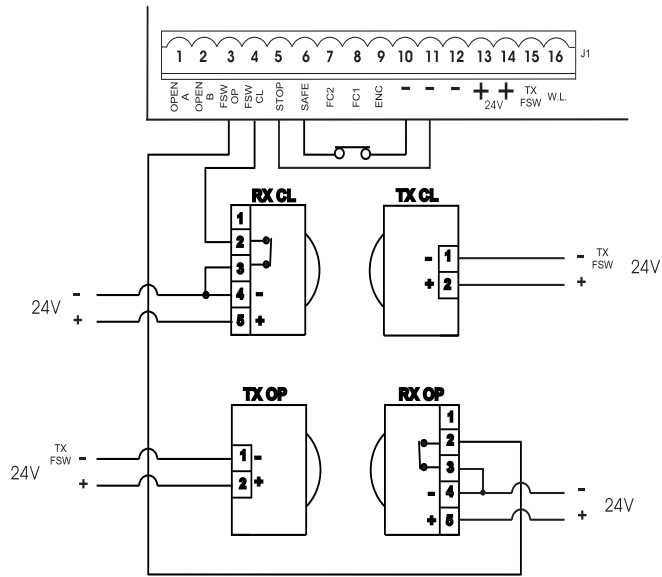 1 2 3 4 5 6 7 8 9 10 11 12 13 14 15 16 J1
OPEN A
OPEN B
FSW OP
FSW CL
STOP
SAFE
FC2
FC1
ENC
- - - + +
24V
TX FSW
W.L.
RX CL
1
2
3
4 -
5 +
- 24V +
TX CL
- 1
+ 2
- TX FSW 24V
+
TX OP
1 -
2 +
TX FSW -
24V
+
RX OP
1
2
3
- 4
+ 5
- 24V +